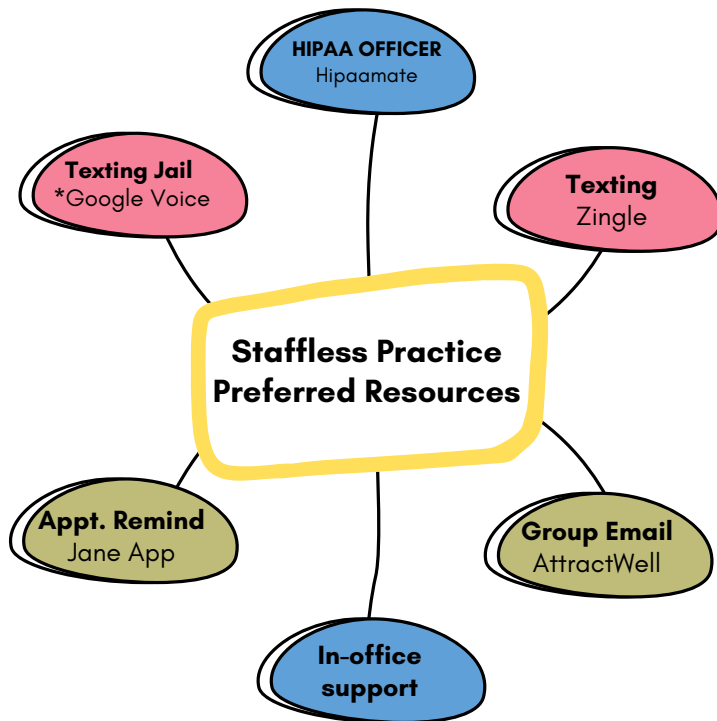 HIPAA OFFICER
Hipaamate
Texting Jail
*Google Voice
Texting
Zingle
Staffless Practice
Preferred Resources
Appt. Remind
Jane App
Group Email
AttractWell
In-office
support